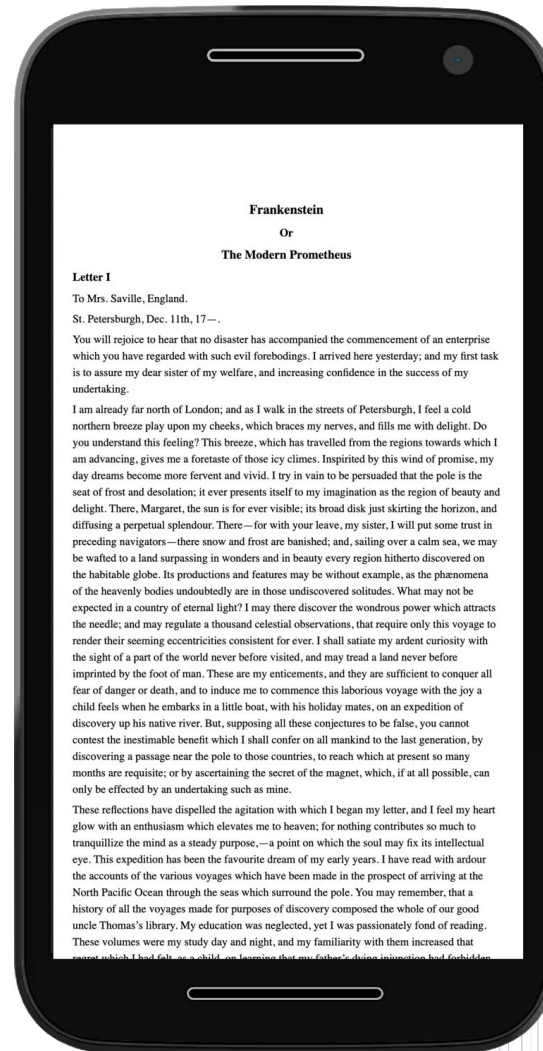 Frankenstein
Or
The Modern Prometheus
Letter I
To Mrs. Saville, England.
St. Petersburgh, Dec. 11th, 17—.
You will rejoice to hear that no disaster has accompanied the commencement of an enterprise
which you have regarded with such evil forebodings. I arrived here yesterday; and my first task
is to assure my dear sister of my welfare, and increasing confidence in the success of my
undertaking.
I am already far north of London; and as I walk in the streets of Petersburgh, I feel a cold
northern breeze play upon my cheeks, which braces my nerves, and fills me with delight. Do
you understand this feeling? This breeze, which has travelled from the regions towards which I
am advancing, gives me a foretaste of those icy climes. Inspirited by this wind of promise, my
day dreams become more fervent and vivid. I try in vain to be persuaded that the pole is the
seat of frost and desolation; it ever presents itself to my imagination as the region of beauty and
delight. There, Margaret, the sun is for ever visible; its broad disk just skirting the horizon, and
diffusing a perpetual splendour. There—for with your leave, my sister, I will put some trust in
preceding navigators—there snow and frost are banished; and, sailing over a calm sea, we may
be wafted to a land surpassing in wonders and in beauty every region hitherto discovered on
the habitable globe. Its productions and features may be without example, as the phænomena
of the heavenly bodies undoubtedly are in those undiscovered solitudes. What may not be
expected in a country of eternal light? I may there discover the wondrous power which attracts
the needle; and may regulate a thousand celestial observations, that require only this voyage to
render their seeming eccentricities consistent for ever. I shall satiate my ardent curiosity with
the sight of a part of the world never before visited, and may tread a land never before
imprinted by the foot of man. These are my enticements, and they are sufficient to conquer all
fear of danger or death, and to induce me to commence this laborious voyage with the joy a
child feels when he embarks in a little boat, with his holiday mates, on an expedition of
discovery up his native river. But, supposing all these conjectures to be false, you cannot
contest the inestimable benefit which I shall confer on all mankind to the last generation, by
discovering a passage near the pole to those countries, to reach which at present so many
months are requisite; or by ascertaining the secret of the magnet, which, if at all possible, can
only be effected by an undertaking such as mine.
These reflections have dispelled the agitation with which I began my letter, and I feel my heart
glow with an enthusiasm which elevates me to heaven; for nothing contributes so much to
tranquillize the mind as a steady purpose,—a point on which the soul may fix its intellectual
eye. This expedition has been the favourite dream of my early years. I have read with ardour
the accounts of the various voyages which have been made in the prospect of arriving at the
North Pacific Ocean through the seas which surround the pole. You may remember, that a
history of all the voyages made for purposes of discovery composed the whole of our good
uncle Thomas's library. My education was neglected, yet I was passionately fond of reading.
These volumes were my study day and night, and my familiarity with them increased that
regret which I had felt, as a child, on learning that my father's dying injunction had forbidden